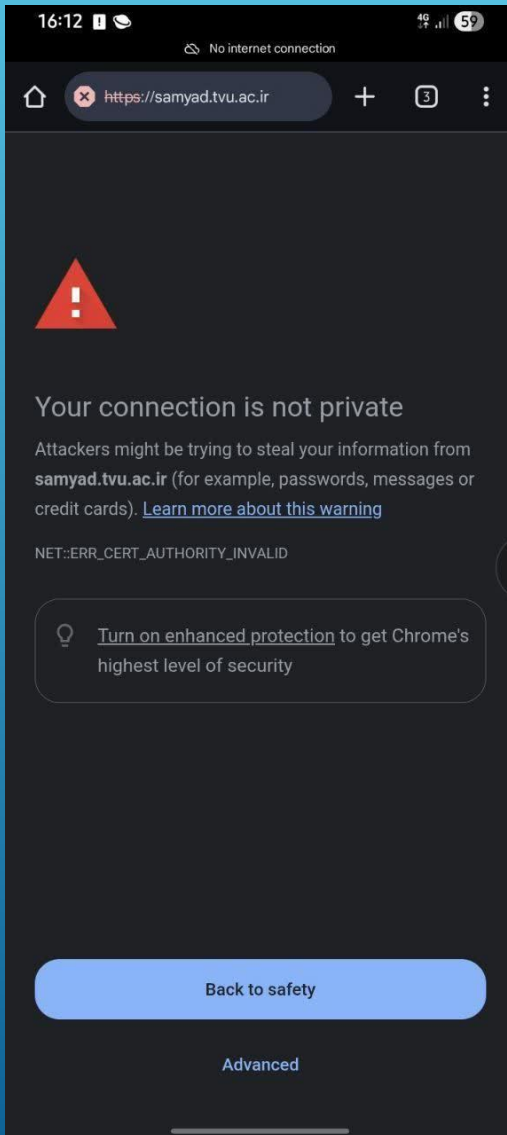 16:12
4G 59
No internet connection
https://samyad.tvu.ac.ir
3
Your connection is not private
Attackers might be trying to steal your information from
samyad.tvu.ac.ir (for example, passwords, messages or
credit cards). Learn more about this warning
NET::ERR_CERT_AUTHORITY_INVALID
Turn on enhanced protection to get Chrome's
highest level of security
Back to safety
Advanced